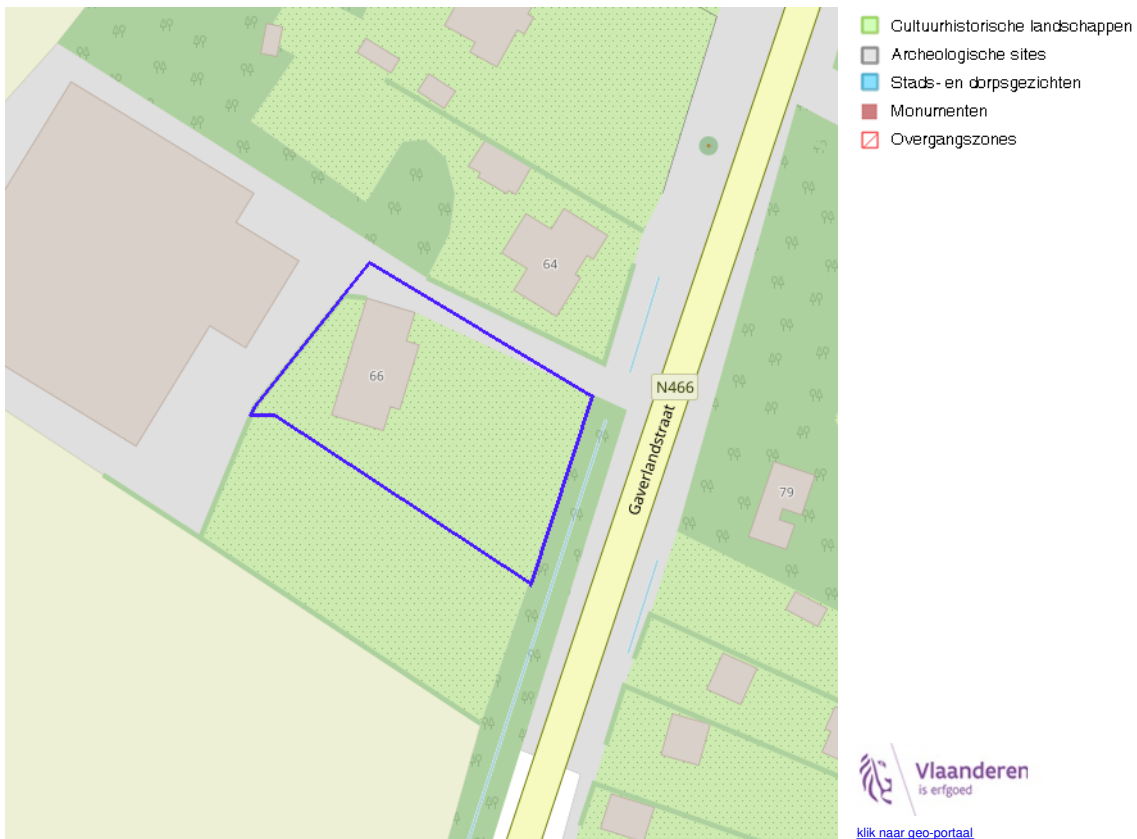 Cultuurhistorische landschappen
Archeologische sites
Stads- en dorpsgezichten
Monumenten
Overgangszones
64
66
N466
Gaverlandstraat
79
Vlaanderen
is erfgoed
klik naar geo-portaal